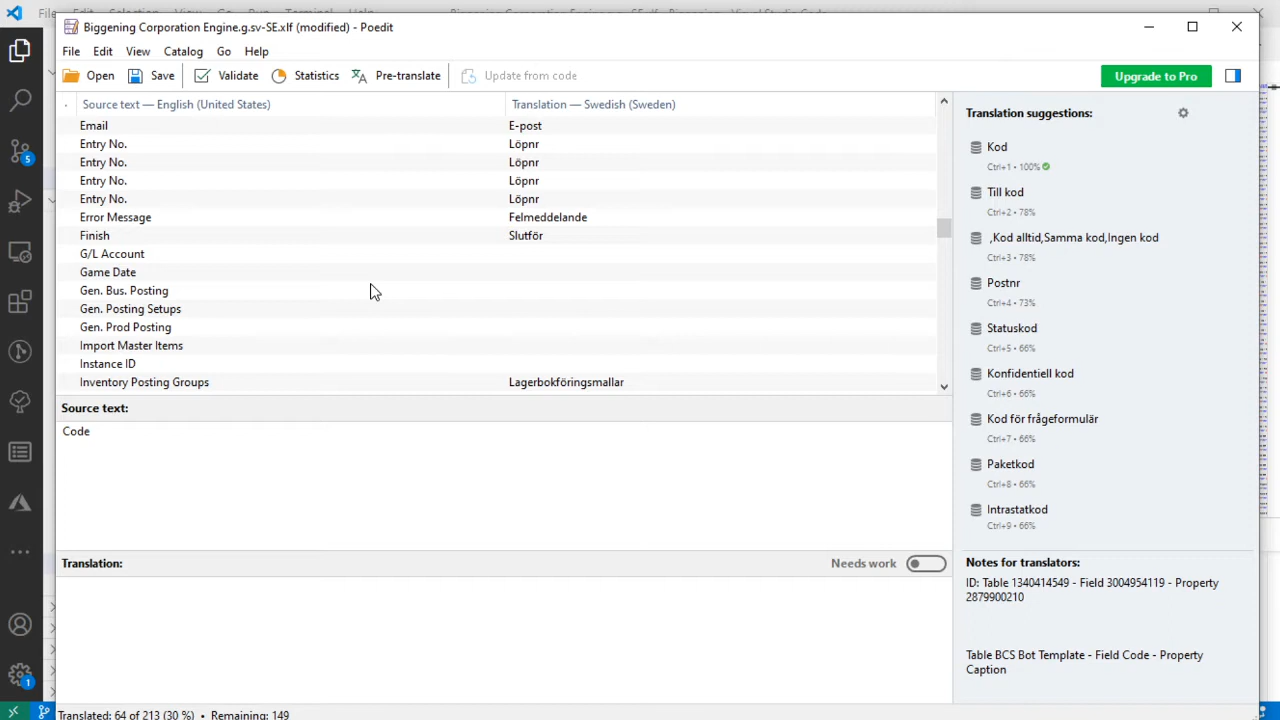 Biggening Corporation Engine.g.sv-SE.xlf (modified) - Poedit
File Edit View Catalog Go Help
Open Save Validate Statistics Pre-translate Update from code Upgrade to Pro
Source text — English (United States) Translation — Swedish (Sweden)
Email E-post
Entry No. Löpnr
Entry No. Löpnr
Entry No. Löpnr
Entry No. Löpnr
Error Message Felmeddelande
Finish Slutför
G/L Account
Game Date
Gen. Bus. Posting
Gen. Posting Setups
Gen. Prod Posting
Import Master Items
Instance ID
Inventory Posting Groups Lagerbokföringsmallar
Source text:
Code
Translation: Needs work
Translated: 64 of 213 (30 %) • Remaining: 149
Translation suggestions:
Kod
Ctrl+1 • 100%
Till kod
Ctrl+2 • 78%
,Kod alltid,Samma kod,Ingen kod
Ctrl+3 • 78%
Postnr
Ctrl+4 • 73%
Statuskod
Ctrl+5 • 66%
Konfidentiell kod
Ctrl+6 • 66%
Kod för frågeformulär
Ctrl+7 • 66%
Paketkod
Ctrl+8 • 66%
Intrastatkod
Ctrl+9 • 66%
Notes for translators:
ID: Table 1340414549 - Field 3004954119 - Property
2879900210
Table BCS Bot Template - Field Code - Property
Caption
5
1